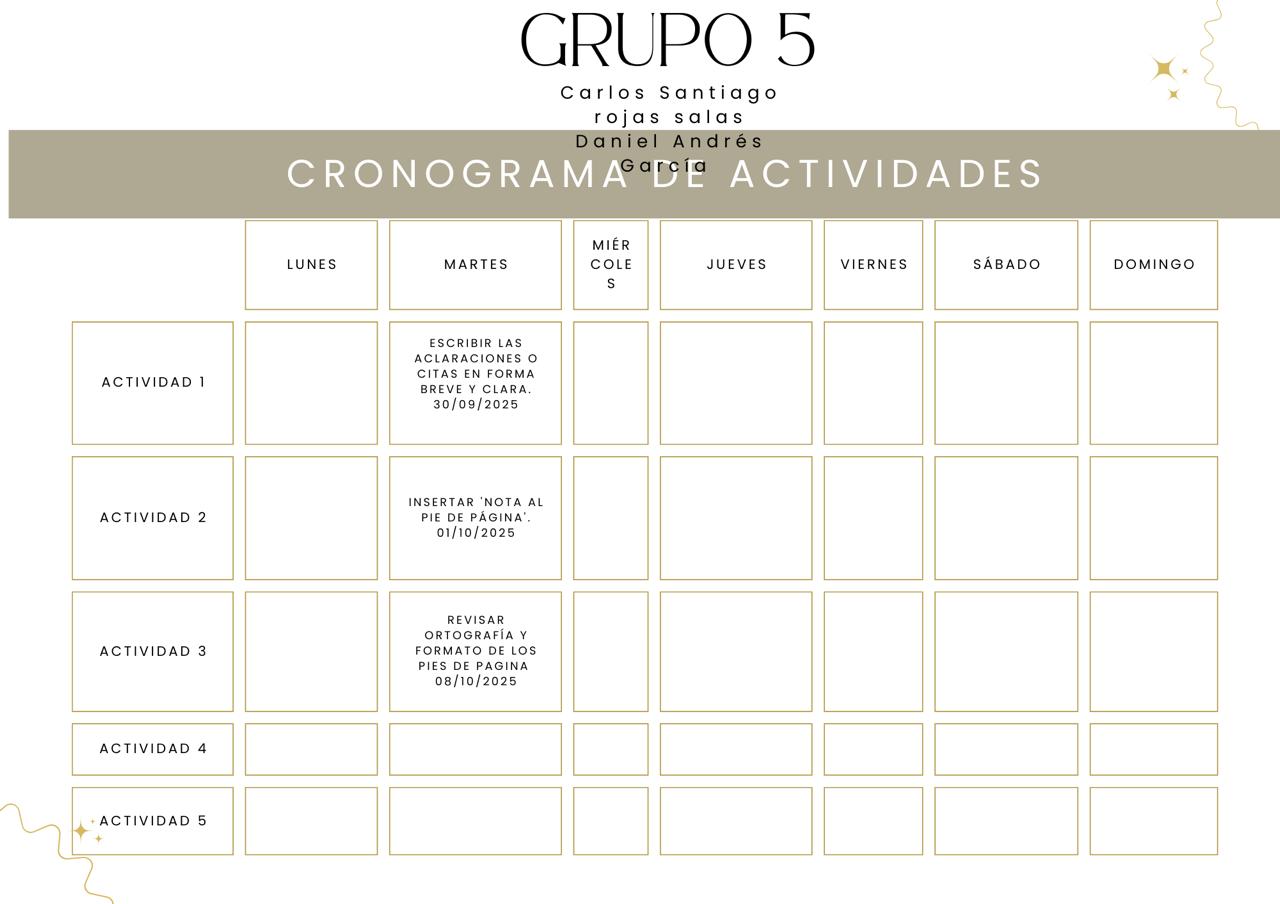 GRUPO 5
Carlos Santiago
rojas salas
Daniel Andrés
García
CRONOGRAMA DE ACTIVIDADES
LUNES
MARTES
MIÉR
COLE
S
JUEVES
VIERNES
SÁBADO
DOMINGO
ACTIVIDAD 1
ESCRIBIR LAS
ACLARACIONES O
CITAS EN FORMA
BREVE Y CLARA.
30/09/2025
ACTIVIDAD 2
INSERTAR 'NOTA AL
PIE DE PÁGINA'.
01/10/2025
ACTIVIDAD 3
REVISAR
ORTOGRAFÍA Y
FORMATO DE LOS
PIES DE PAGINA
08/10/2025
ACTIVIDAD 4
ACTIVIDAD 5